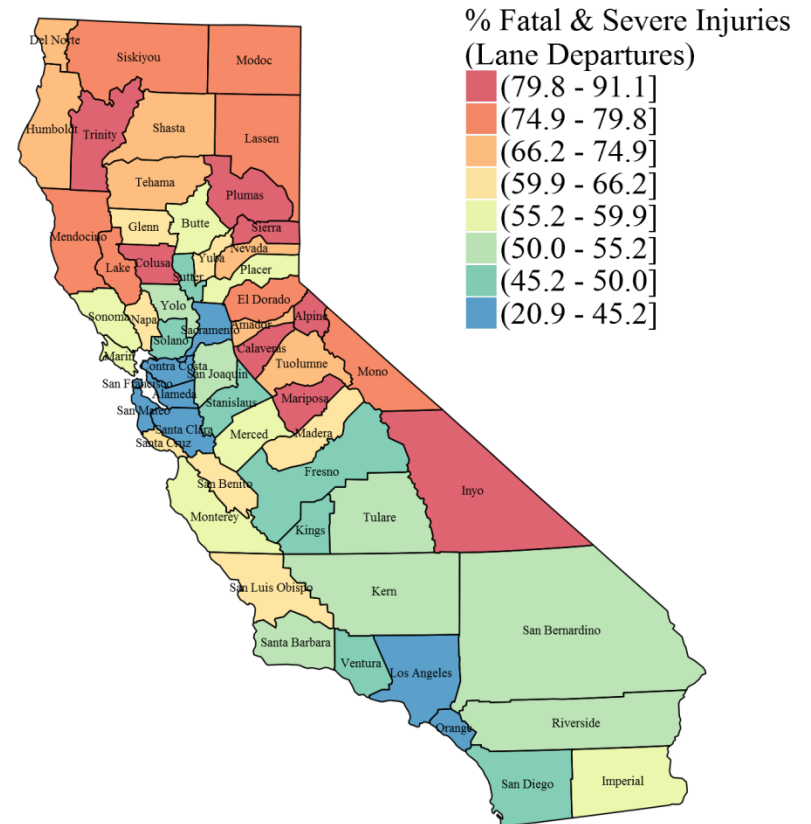 % Fatal & Severe Injuries
(Lane Departures)
(79.8 - 91.1]
(74.9 - 79.8]
(66.2 - 74.9]
(59.9 - 66.2]
(55.2 - 59.9]
(50.0 - 55.2]
(45.2 - 50.0]
(20.9 - 45.2]
Del Norte
Siskiyou
Modoc
Humboldt
Trinity
Shasta
Lassen
Tehama
Plumas
Glenn
Butte
Sierra
Mendocino
Lake
Colusa
Sutter
Yuba
Nevada
Placer
Sonoma
Napa
Yolo
El Dorado
Sacramento
Amador
Alpine
Solano
Marin
Calaveras
Contra Costa
San Joaquin
Tuolumne
Mono
San Francisco
Alameda
Stanislaus
Mariposa
San Mateo
Santa Clara
Santa Cruz
Merced
Madera
San Benito
Fresno
Inyo
Monterey
Kings
Tulare
San Luis Obispo
Kern
San Bernardino
Santa Barbara
Ventura
Los Angeles
Orange
Riverside
San Diego
Imperial